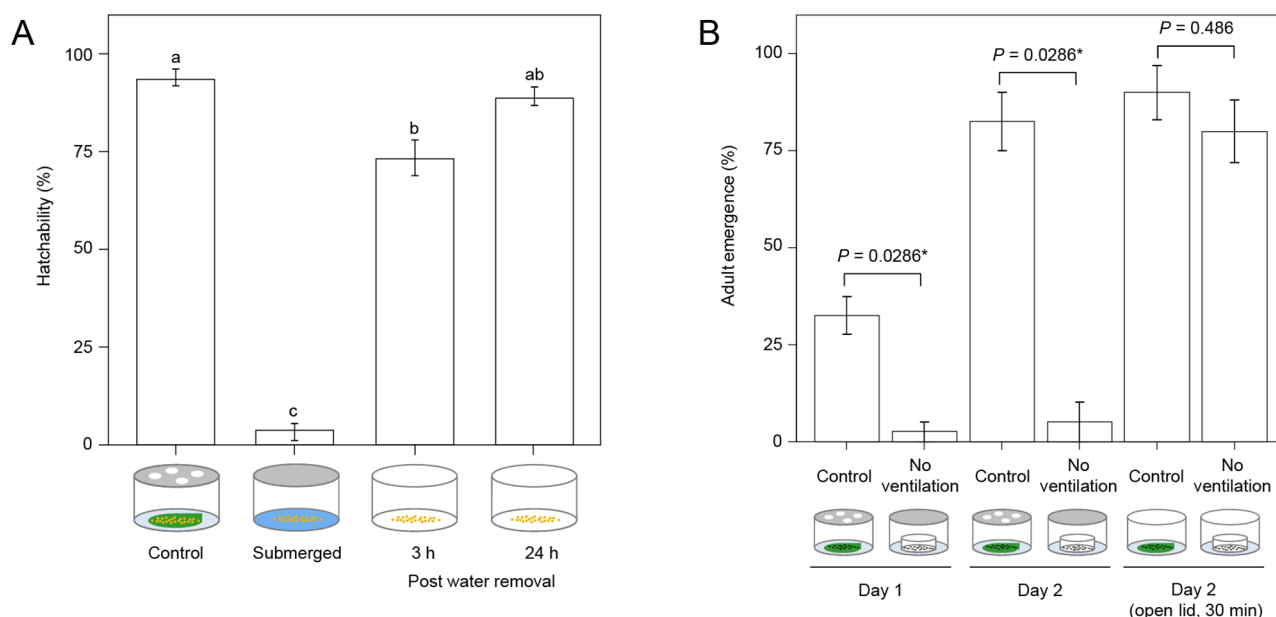 A
Hatchability (%)
100
75
50
25
0
a
c
b
ab
Control
Submerged
3 h
24 h
Post water removal
B
Adult emergence (%)
100
75
50
25
0
P = 0.0286*
P = 0.0286*
P = 0.486
Control
No
ventilation
Control
No
ventilation
Control
No
ventilation
Day 1
Day 2
Day 2
(open lid, 30 min)